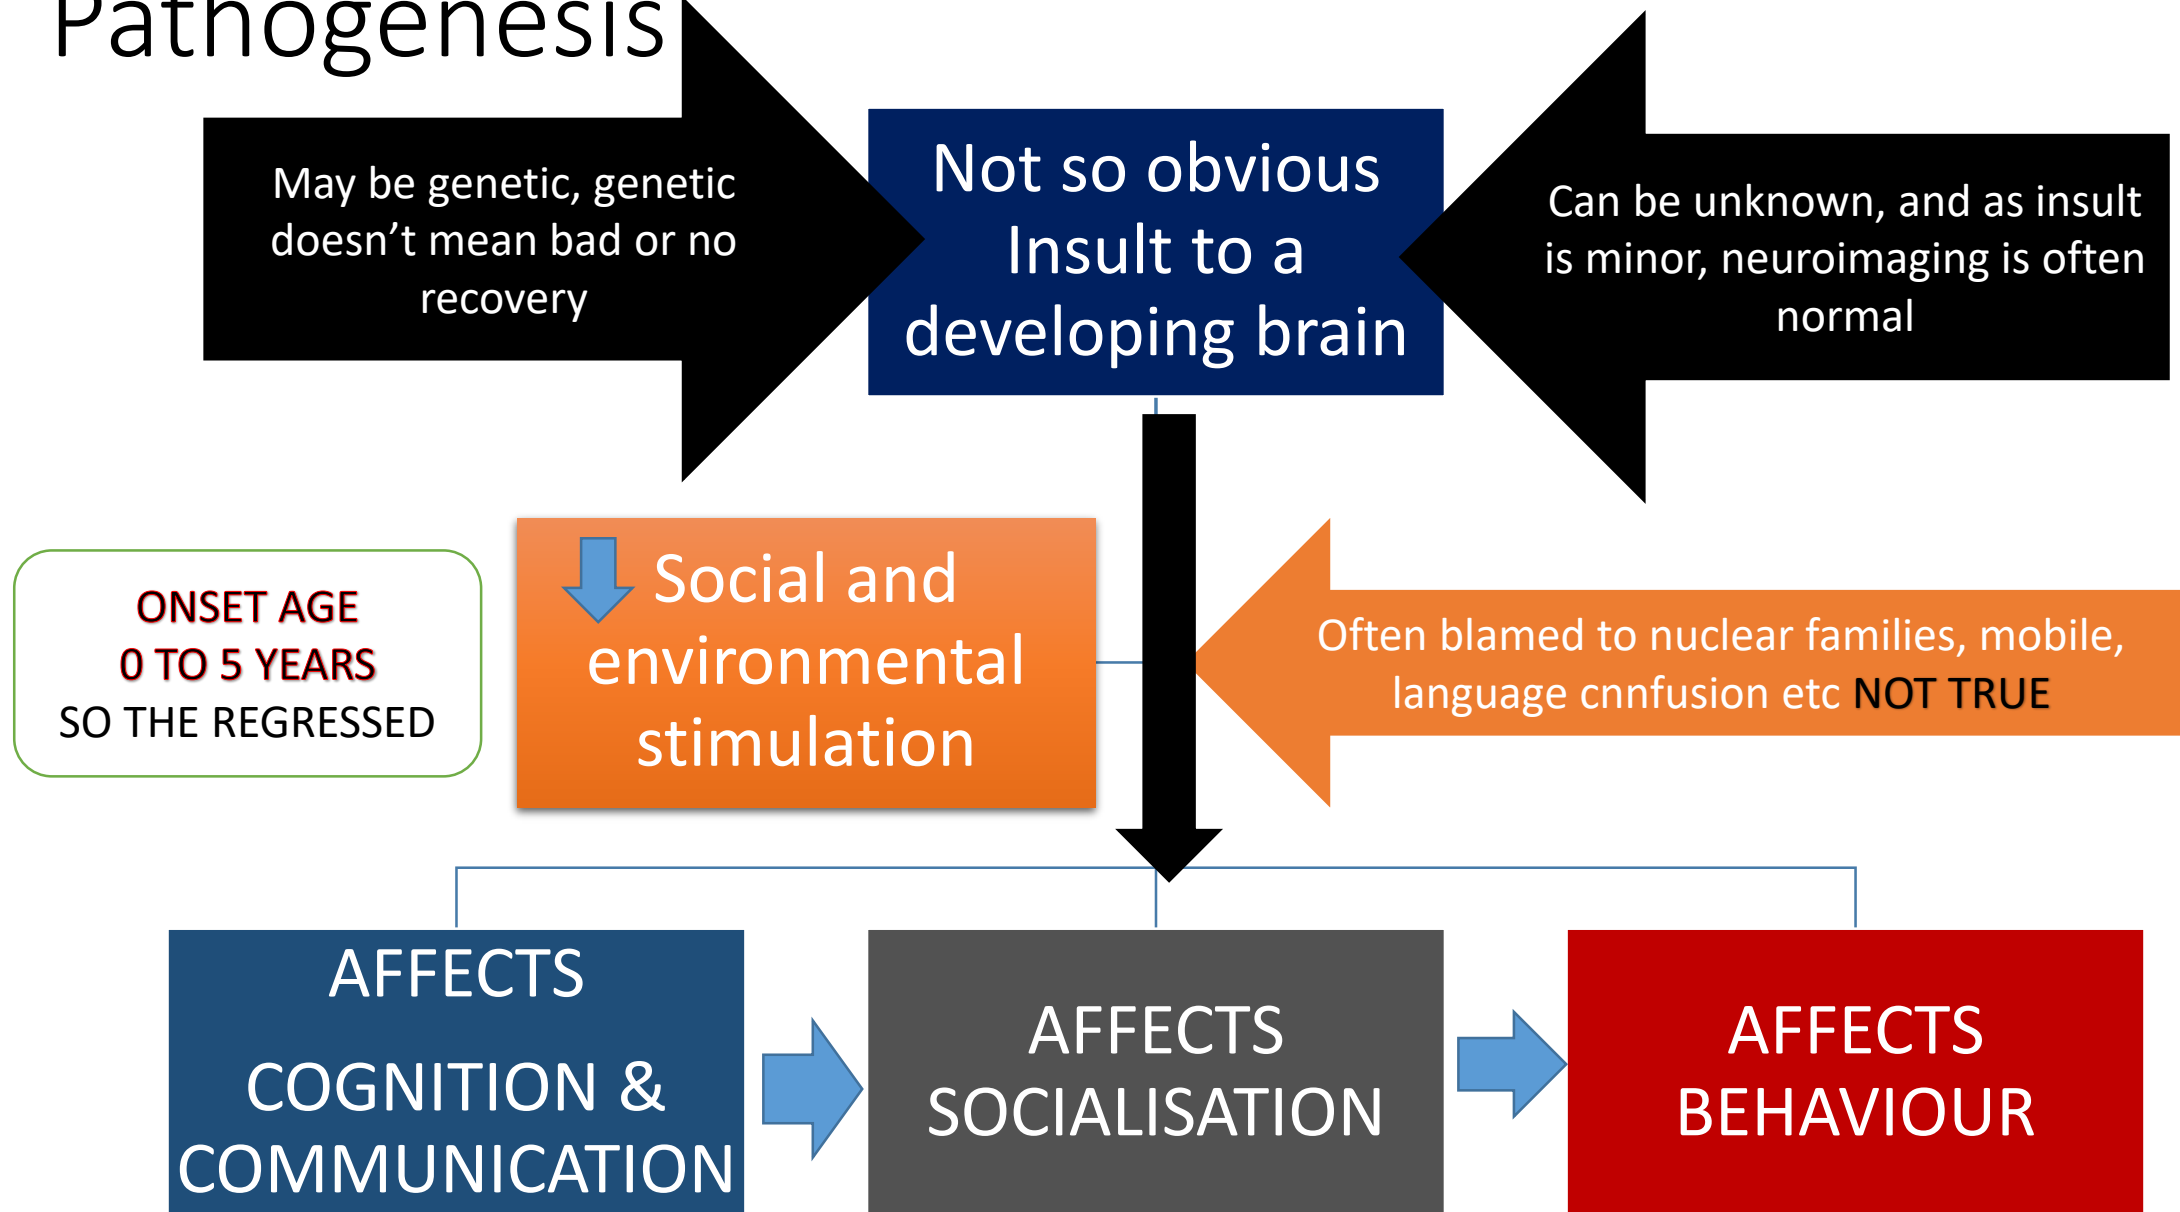 Pathogenesis
May be genetic, genetic
doesn’t mean bad or no
recovery
Not so obvious
Insult to a
developing brain
Can be unknown, and as insult
is minor, neuroimaging is often
normal
ONSET AGE
0 TO 5 YEARS
SO THE REGRESSED
Social and
environmental
stimulation
Often blamed to nuclear families, mobile,
language cnnfusion etc NOT TRUE
AFFECTS
COGNITION &
COMMUNICATION
AFFECTS
SOCIALISATION
AFFECTS
BEHAVIOUR